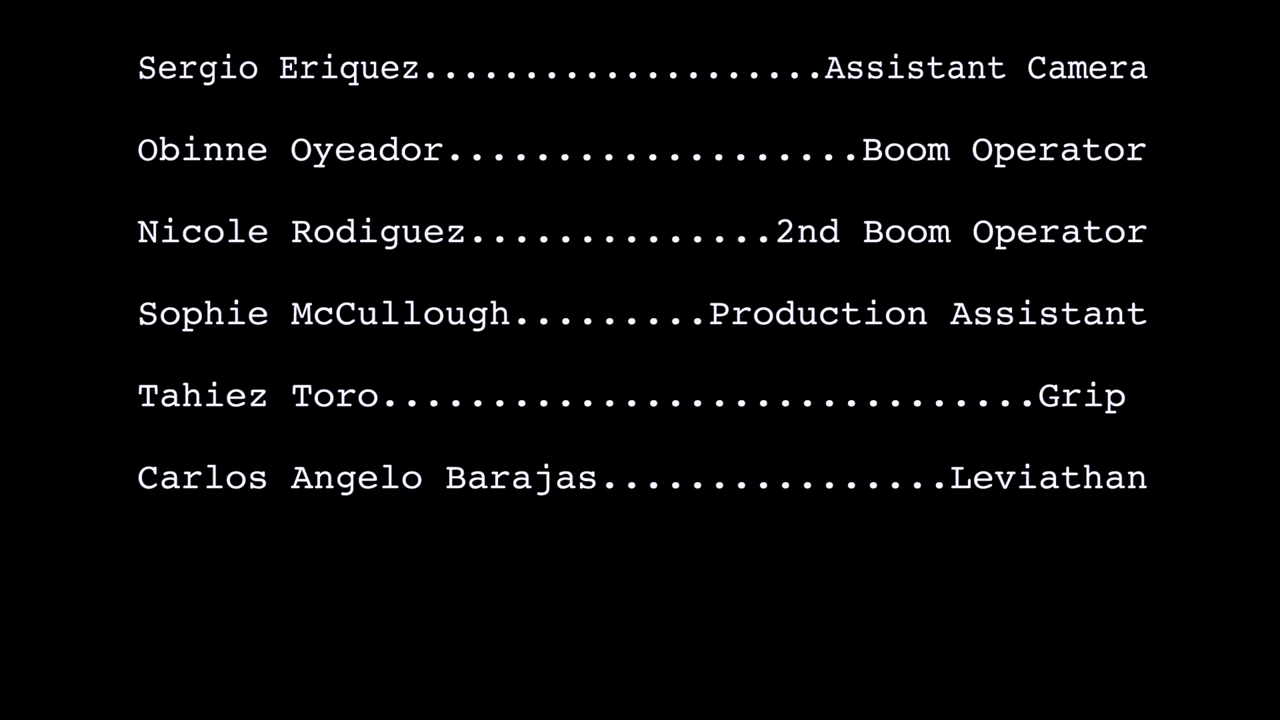 Sergio Eriquez....................Assistant Camera
Obinne Oyeador...................Boom Operator
Nicole Rodiguez..............2nd Boom Operator
Sophie McCullough.........Production Assistant
Tahiez Toro..............................Grip
Carlos Angelo Barajas................Leviathan